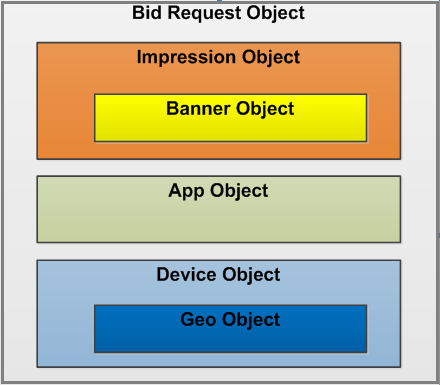 Bid Request Object
Impression Object
Banner Object
App Object
Device Object
Geo Object